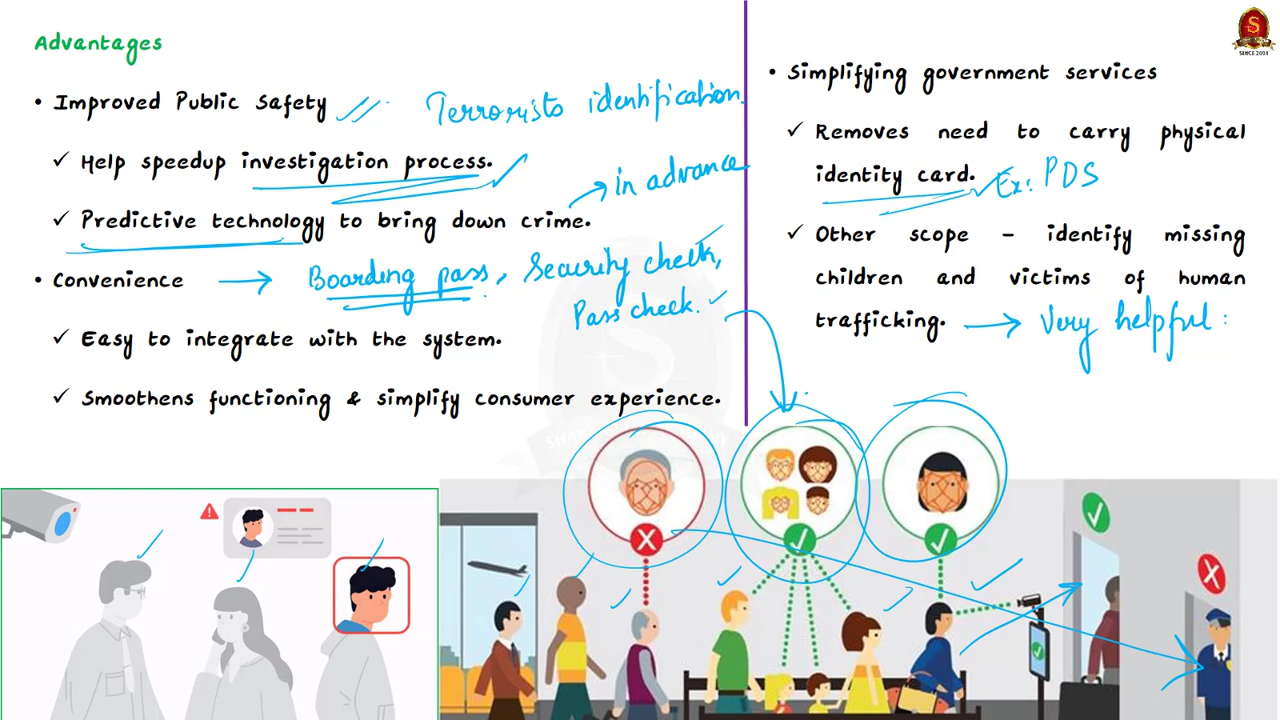 Advantages
• Improved Public Safety
Terrorists identification.
✓ Help speedup investigation process.
in advance
✓ Predictive technology to bring down crime.
• Convenience → Boarding pass, Security check,
Pass check.
✓ Easy to integrate with the system.
✓ Smoothens functioning & simplify consumer experience.
• Simplifying government services
✓ Removes need to carry physical
identity card. Ex: PDS
✓ Other scope – identify missing
children and victims of human
trafficking. → Very helpful:
S
SINCE 2004